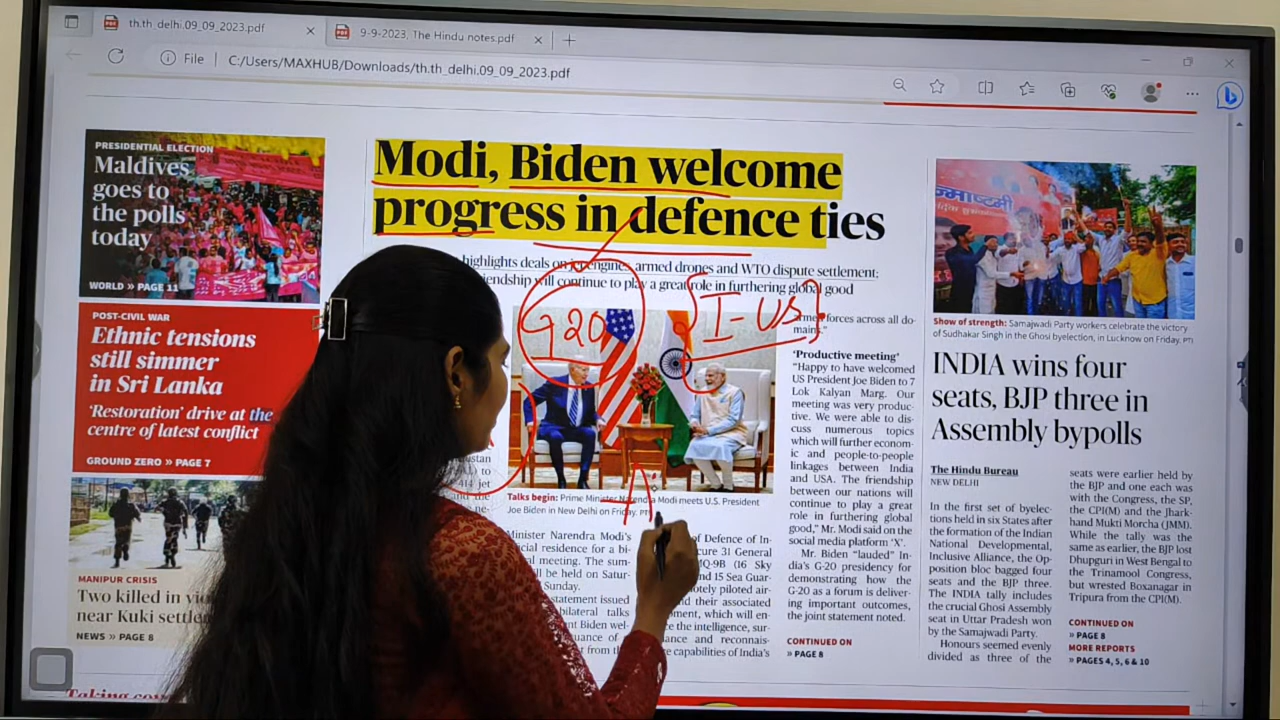 th.th_delhi.09_09_2023.pdf
9-9-2023, The Hindu notes.pdf
File
C:/Users/MAXHUB/Downloads/th.th_delhi.09_09_2023.pdf
PRESIDENTIAL ELECTION
Maldives
goes to
the polls
today
WORLD » PAGE 11
POST-CIVIL WAR
Ethnic tensions
still simmer
in Sri Lanka
‘Restoration’ drive at the
centre of latest conflict
GROUND ZERO » PAGE 7
MANIPUR CRISIS
Two killed in
near Kuki
NEWS » PAGE 8
Modi, Biden welcome
progress in defence ties
highlights deals on jet engines, armed drones and WTO dispute settlement;
will continue to play a great role in furthering global good
G20
I-US
Talks begin: Prime Minister Narendra Modi meets U.S. President
Joe Biden in New Delhi on Friday. PTI
to
jet
and the
Minister Narendra Modi’s
residence for a bi-
meeting. The sum-
be held on Satur-
Sunday.
statement issued
bilateral talks
Biden wel-
of
from
of Defence of In-
31 General
MQ-9B (16 Sky
15 Sea Guar-
piloted air-
and their associated
which will en-
the intelligence, sur-
and reconnais-
capabilities of India’s
forces across all do-
mains.”
‘Productive meeting’
“Happy to have welcomed
US President Joe Biden to 7
Lok Kalyan Marg. Our
meeting was very produc-
tive. We were able to dis-
cuss numerous topics
which will further econom-
ic and people-to-people
linkages between India
and USA. The friendship
between our nations will
continue to play a great
role in furthering global
good,” Mr. Modi said on the
social media platform ‘X’.
Mr. Biden “lauded” In-
dia’s G-20 presidency for
demonstrating how the
G-20 as a forum is deliver-
ing important outcomes,
the joint statement noted.
CONTINUED ON
» PAGE 8
Show of strength: Samajwadi Party workers celebrate the victory
of Sudhakar Singh in the Ghosi byelection, in Lucknow on Friday. PTI
INDIA wins four
seats, BJP three in
Assembly bypolls
The Hindu Bureau
NEW DELHI
In the first set of byelec-
tions held in six States after
the formation of the Indian
National Developmental,
Inclusive Alliance, the Op-
position bloc bagged four
seats and the BJP three.
The INDIA tally includes
the crucial Ghosi Assembly
seat in Uttar Pradesh won
by the Samajwadi Party.
Honours seemed evenly
divided as three of the
seats were earlier held by
the BJP and one each was
with the Congress, the SP,
the CPI(M) and the Jhark-
hand Mukti Morcha (JMM).
While the tally was the
same as earlier, the BJP lost
Dhupguri in West Bengal to
the Trinamool Congress,
but wrested Boxanagar in
Tripura from the CPI(M).
CONTINUED ON
» PAGE 8
MORE REPORTS
» PAGES 4, 5, 6 & 10